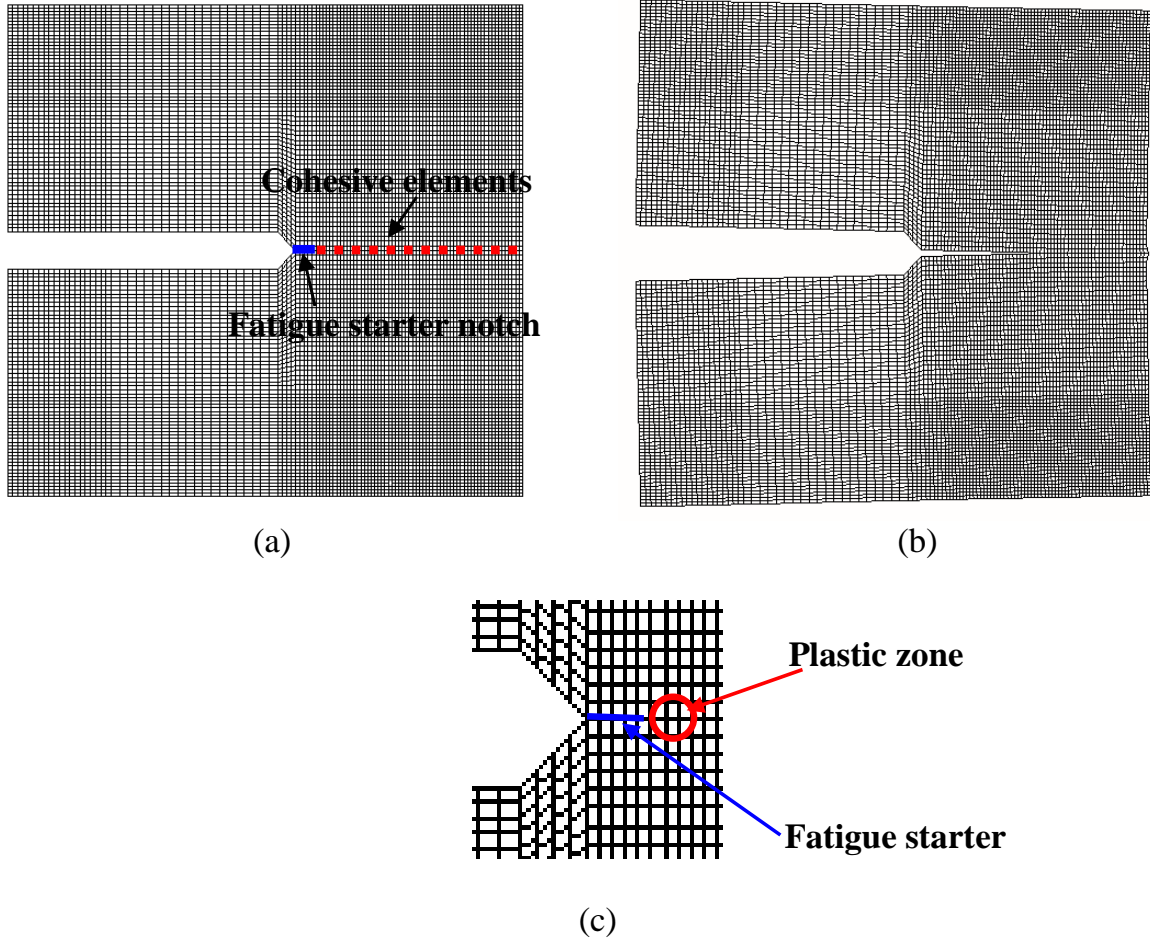 Cohesive elements
Fatigue starter notch
(a)
(b)
Plastic zone
Fatigue starter
(c)